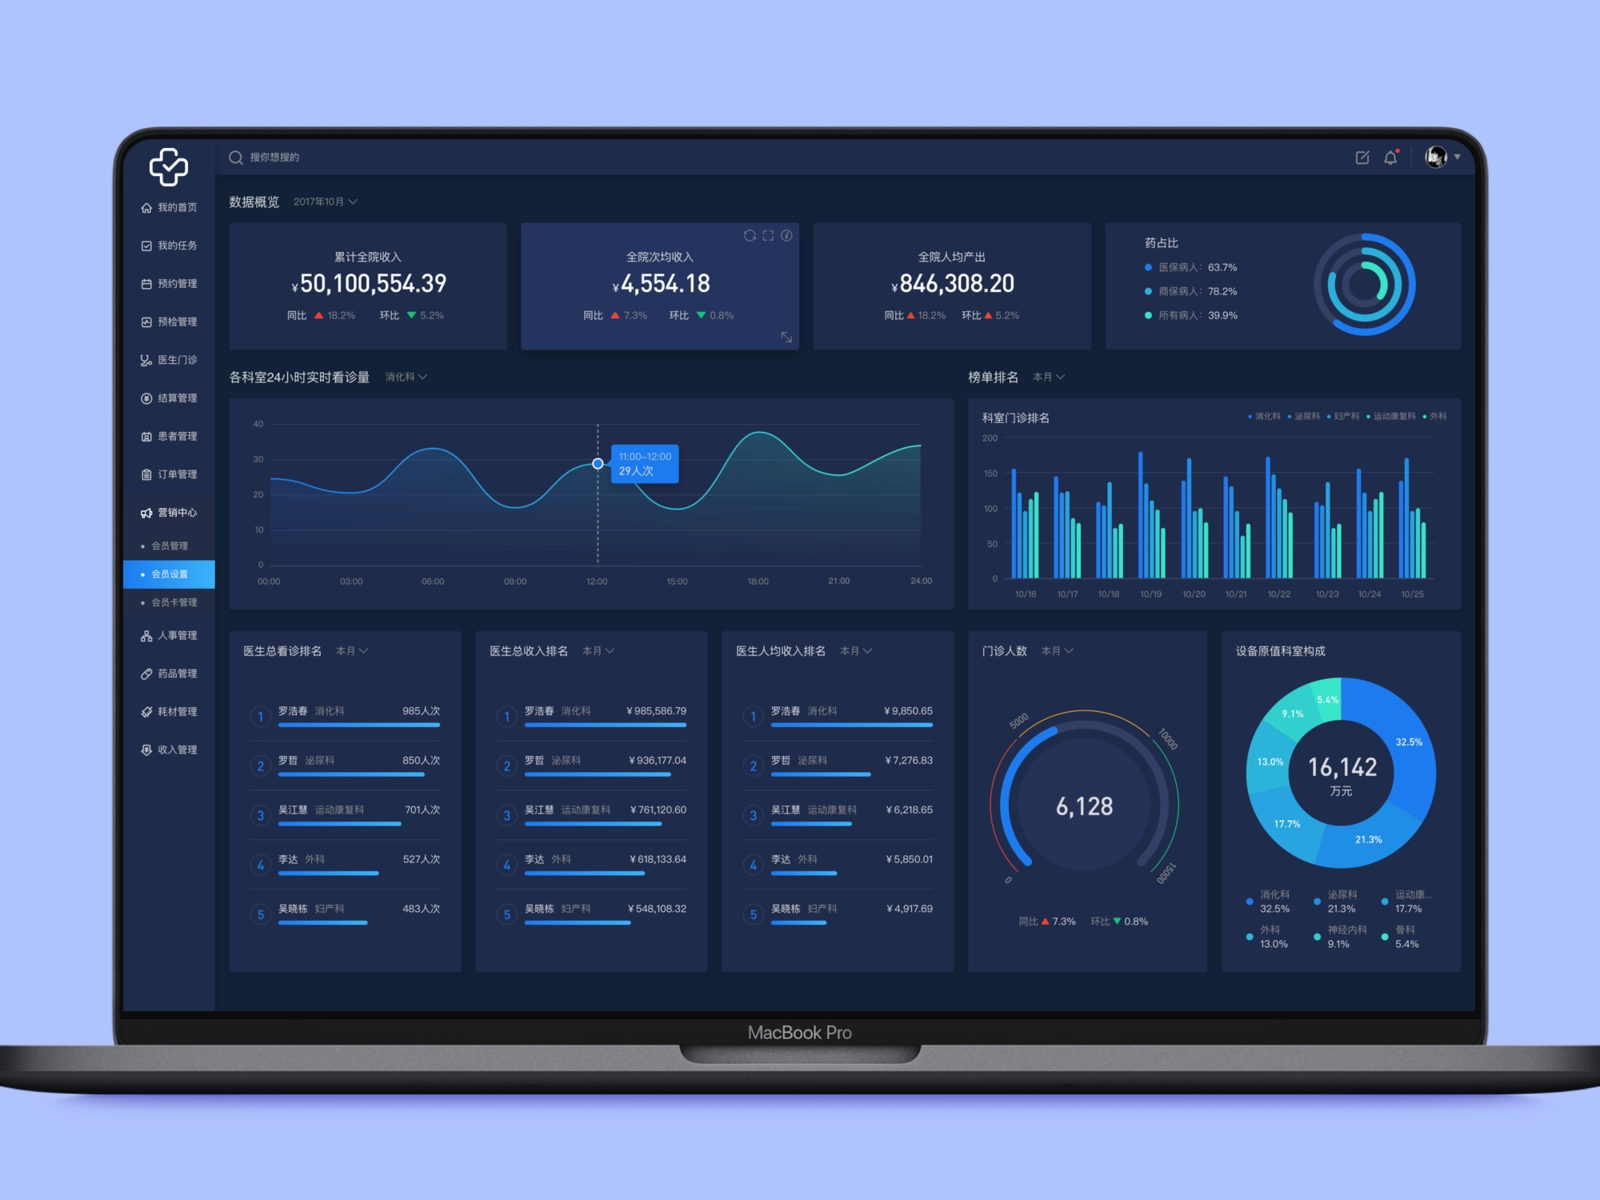 搜你想搜的
我的首页
我的任务
预约管理
预检管理
医生门诊
结算管理
患者管理
订单管理
营销中心
会员管理
会员设置
会员卡管理
人事管理
药品管理
耗材管理
收入管理
数据概览 2017年10月
累计全院收入
¥50,100,554.39
同比 18.2% 环比 5.2%
全院次均收入
¥4,554.18
同比 7.3% 环比 0.8%
全院人均产出
¥846,308.20
同比 18.2% 环比 5.2%
药占比
医保病人: 63.7%
商保病人: 78.2%
所有病人: 39.9%
各科室24小时实时看诊量 消化科
40
30
20
10
0
00:00 03:00 06:00 09:00 12:00 15:00 18:00 21:00 24:00
11:00-12:00
29人次
榜单排名 本月
科室门诊排名
消化科 泌尿科 妇产科 运动康复科 外科
200
150
100
50
0
10/16 10/17 10/18 10/19 10/20 10/21 10/22 10/23 10/24 10/25
医生总看诊排名 本月
1 罗浩春 消化科 985人次
2 罗哲 泌尿科 850人次
3 吴江慧 运动康复科 701人次
4 李达 外科 527人次
5 吴晓栋 妇产科 483人次
医生总收入排名 本月
1 罗浩春 消化科 ¥985,586.79
2 罗哲 泌尿科 ¥936,177.04
3 吴江慧 运动康复科 ¥761,120.60
4 李达 外科 ¥618,133.64
5 吴晓栋 妇产科 ¥548,108.32
医生人均收入排名 本月
1 罗浩春 消化科 ¥9,850.65
2 罗哲 泌尿科 ¥7,276.83
3 吴江慧 运动康复科 ¥6,218.65
4 李达 外科 ¥5,850.01
5 吴晓栋 妇产科 ¥4,917.69
门诊人数 本月
0
5000
10000
15000
6,128
同比 7.3% 环比 0.8%
设备原值科室构成
5.4%
9.1%
32.5%
13.0%
17.7%
21.3%
16,142
万元
消化科 泌尿科 运动康...
32.5% 21.3% 17.7%
外科 神经内科 骨科
13.0% 9.1% 5.4%
MacBook Pro